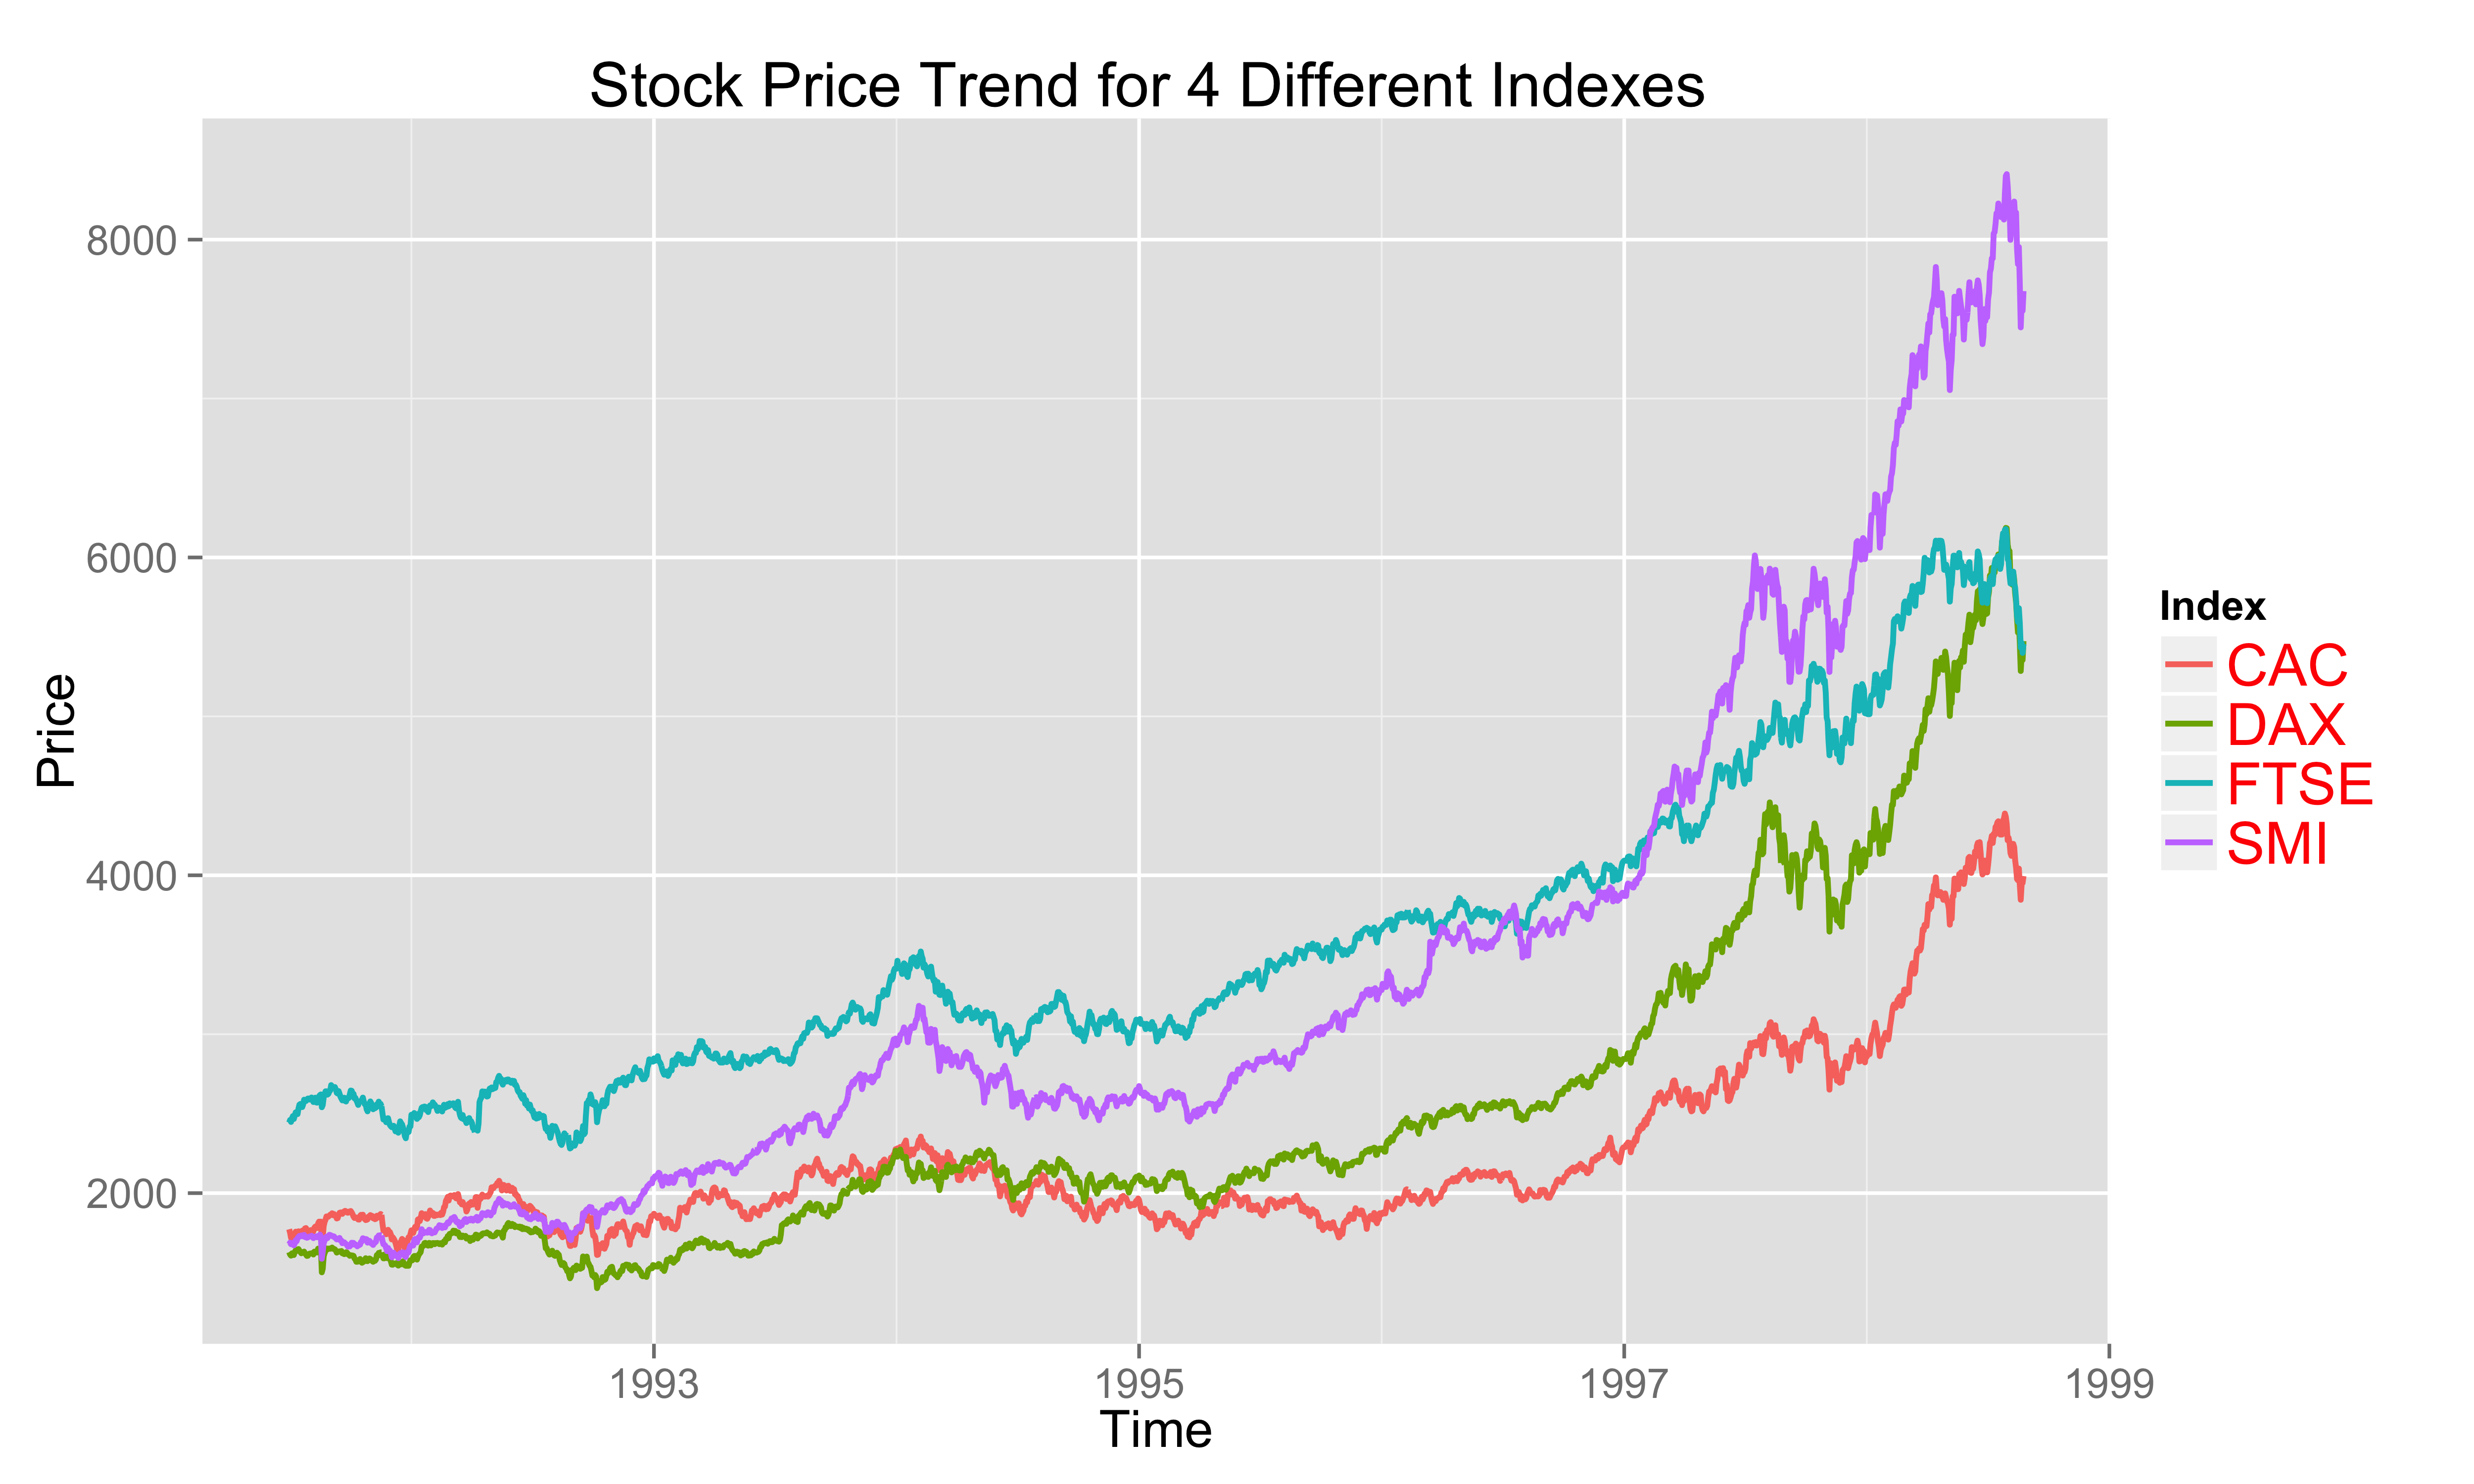 Stock Price Trend for 4 Different Indexes
8000
6000
4000
2000
Price
1993
1995
1997
1999
Time
Index
CAC
DAX
FTSE
SMI